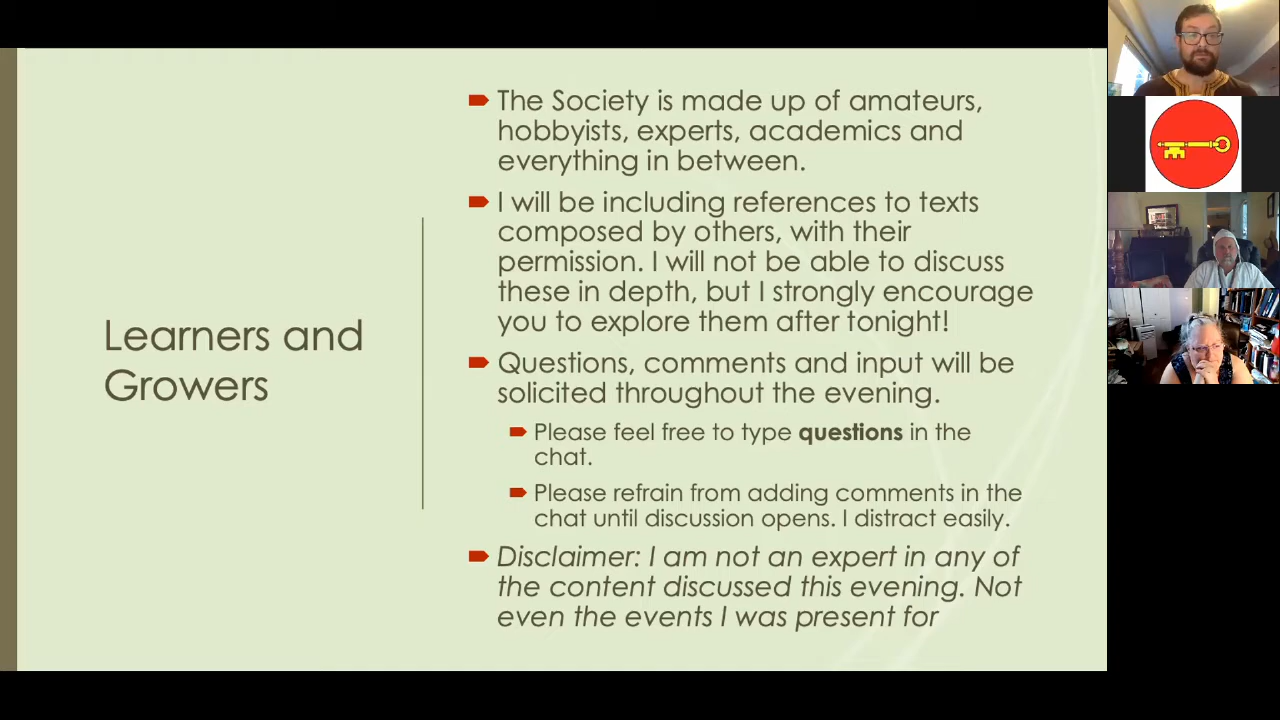 Learners and
Growers
The Society is made up of amateurs,
hobbyists, experts, academics and
everything in between.
I will be including references to texts
composed by others, with their
permission. I will not be able to discuss
these in depth, but I strongly encourage
you to explore them after tonight!
Questions, comments and input will be
solicited throughout the evening.
Please feel free to type questions in the
chat.
Please refrain from adding comments in the
chat until discussion opens. I distract easily.
Disclaimer: I am not an expert in any of
the content discussed this evening. Not
even the events I was present for